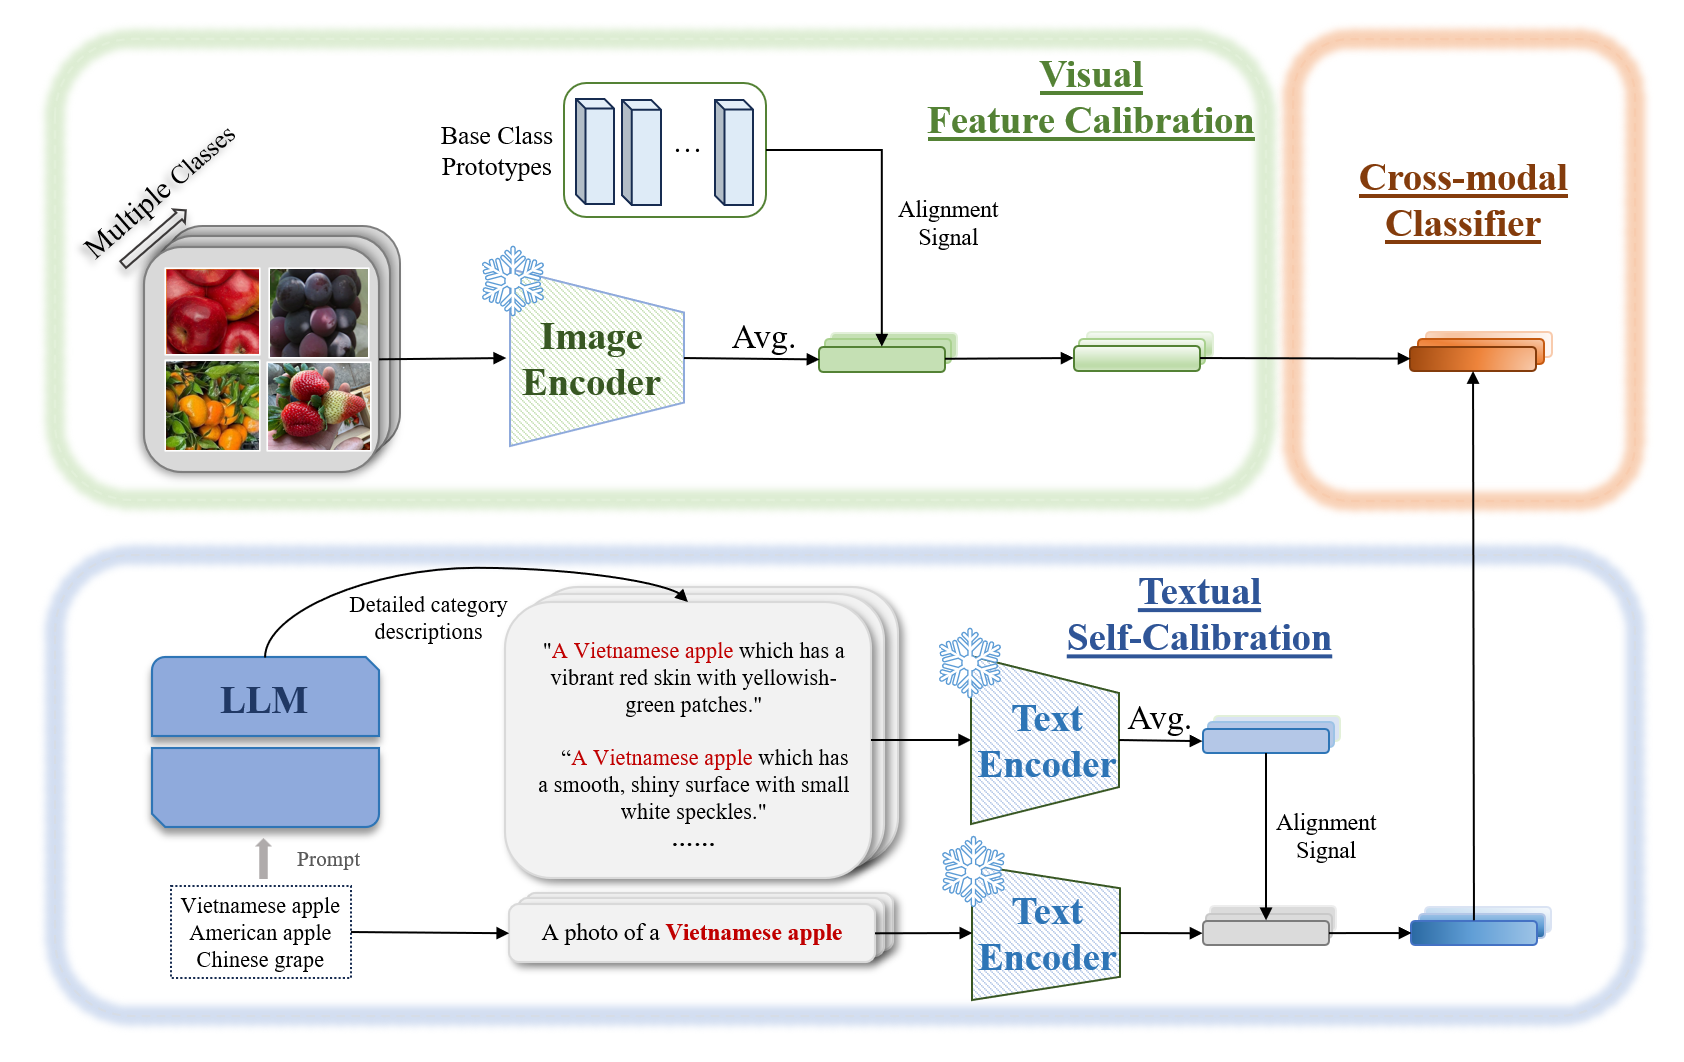 Visual
Feature Calibration
Multiple Classes
Base Class
Prototypes
...
Alignment
Signal
Image
Encoder
Avg.
Cross-modal
Classifier
Textual
Self-Calibration
Detailed category
descriptions
LLM
Prompt
Vietnamese apple
American apple
Chinese grape
"A Vietnamese apple which has a
vibrant red skin with yellowish-
green patches."
“A Vietnamese apple which has
a smooth, shiny surface with small
white speckles."
......
A photo of a Vietnamese apple
Text
Encoder
Avg.
Alignment
Signal
Text
Encoder